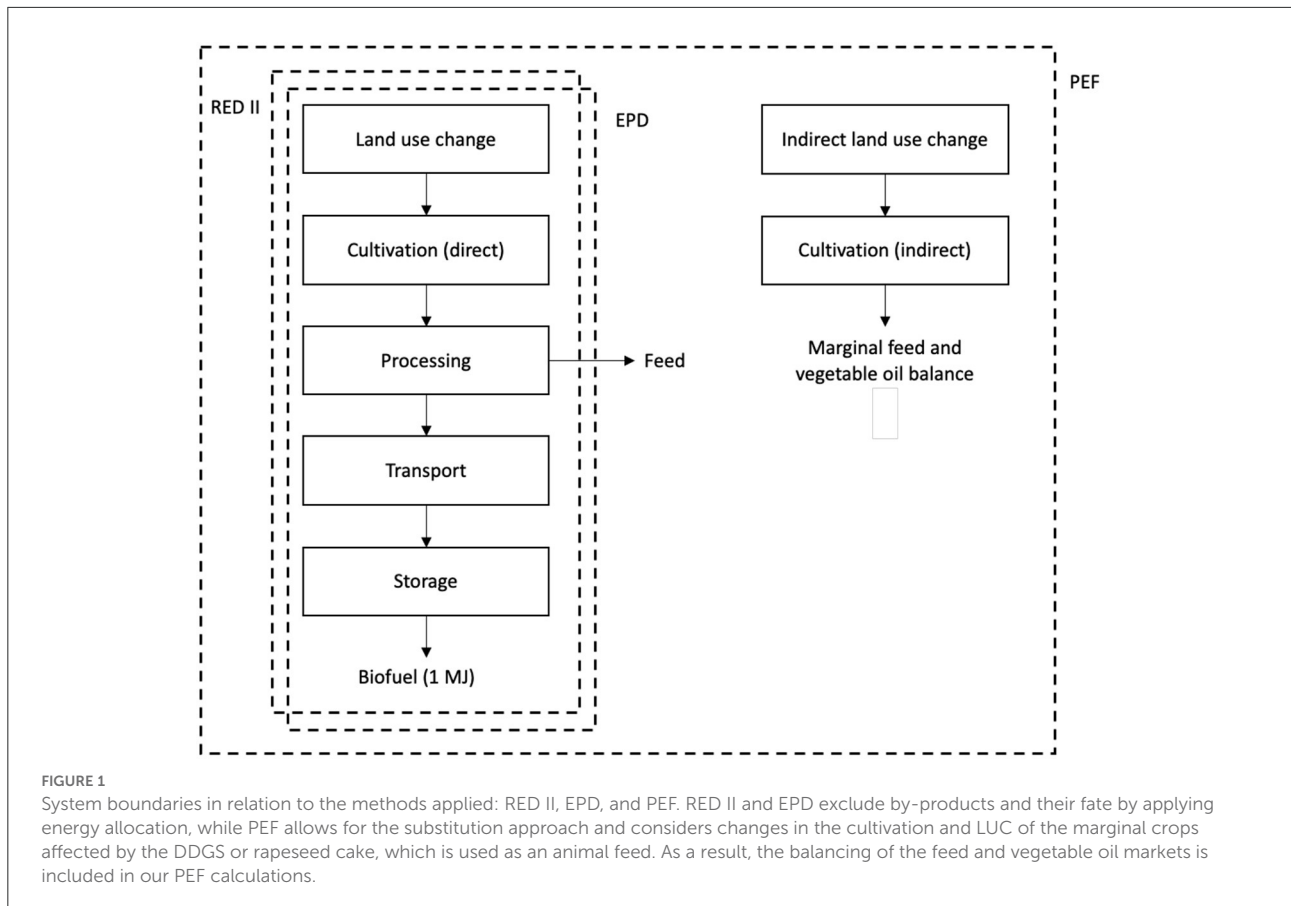 PEF
RED II
EPD
Land use change
Cultivation (direct)
Processing
Feed
Transport
Storage
Biofuel (1 MJ)
Indirect land use change
Cultivation (indirect)
Marginal feed and
vegetable oil balance
FIGURE 1
System boundaries in relation to the methods applied: RED II, EPD, and PEF. RED II and EPD exclude by-products and their fate by applying
energy allocation, while PEF allows for the substitution approach and considers changes in the cultivation and LUC of the marginal crops
affected by the DDGS or rapeseed cake, which is used as an animal feed. As a result, the balancing of the feed and vegetable oil markets is
included in our PEF calculations.